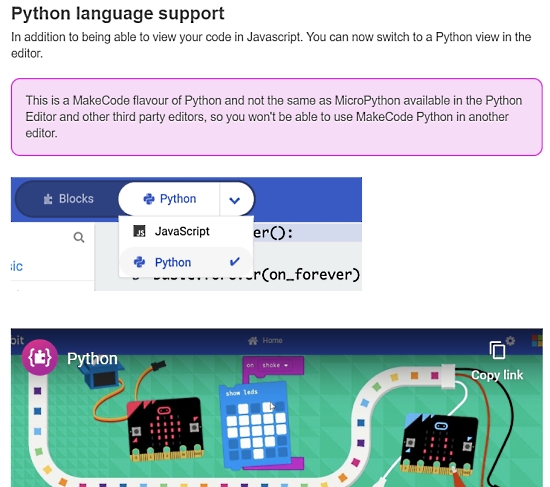 Python language support
In addition to being able to view your code in Javascript. You can now switch to a Python view in the
editor.
This is a MakeCode flavour of Python and not the same as MicroPython available in the Python
Editor and other third party editors, so you won't be able to use MakeCode Python in another
editor.
Blocks
Python
JS
JavaScript
er():
sic
Python
(on_forever)
bit
Home
Python
on shake
Copy link
show leds